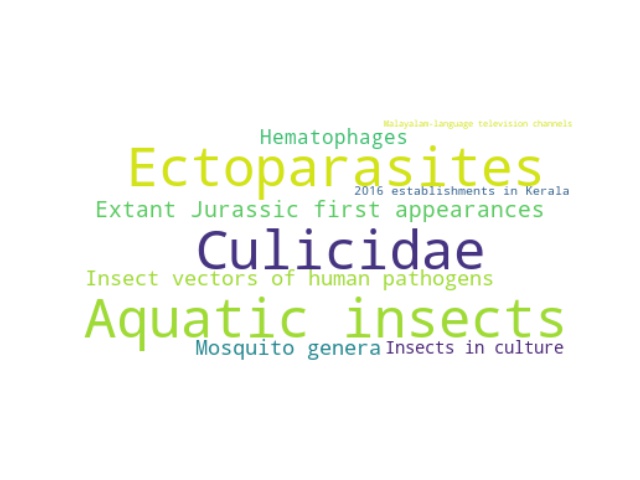 Malayalam-language television channels
Hematophages
Ectoparasites
2016 establishments in Kerala
Extant Jurassic first appearances
Culicidae
Insect vectors of human pathogens
Aquatic insects
Mosquito genera
Insects in culture